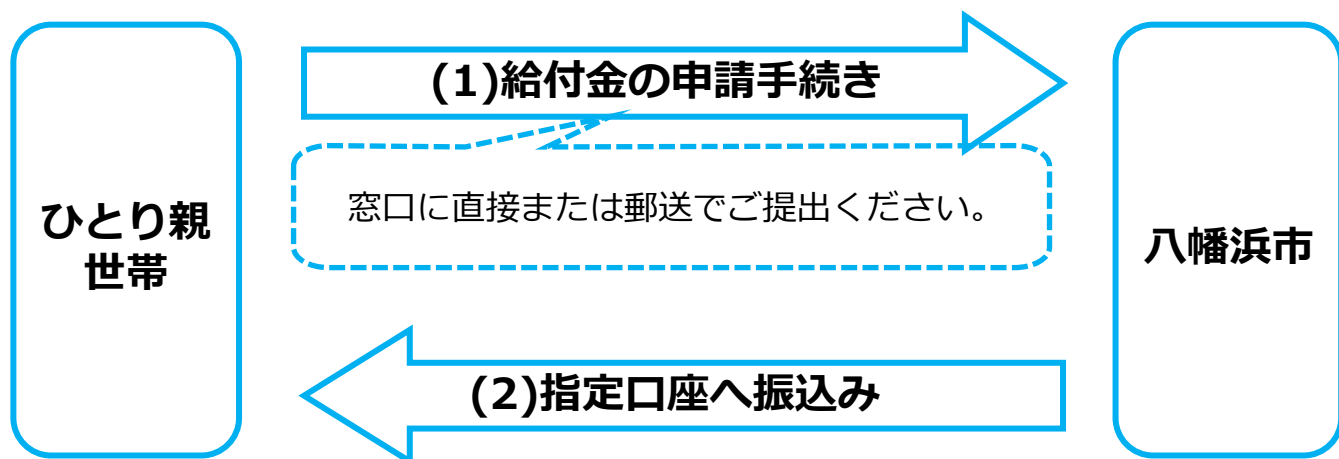 (1)給付金の申請手続き
窓口に直接または郵送でご提出ください。
ひとり親
世帯
八幡浜市
(2)指定口座へ振込み